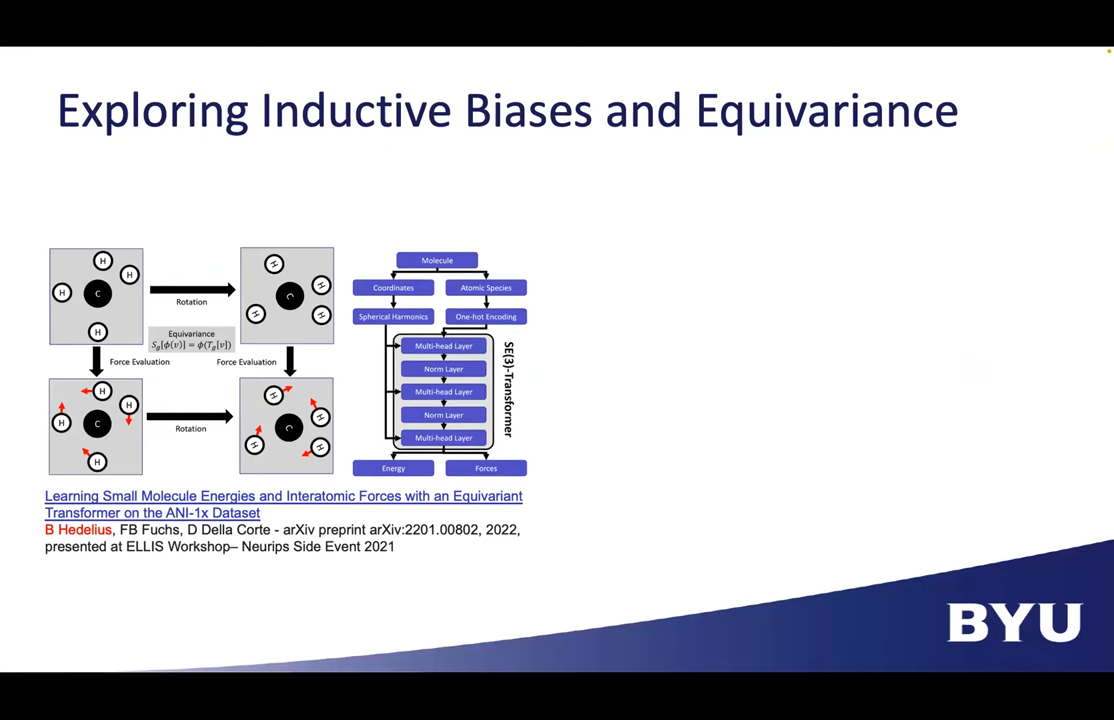 Exploring Inductive Biases and Equivariance
H
H
H
C
H
Rotation
H
H
C
H
H
Equivariance
S_g[ϕ(v)] = ϕ(T_g[v])
Force Evaluation
Force Evaluation
H
H
H
C
H
Rotation
H
H
C
H
H
Molecule
Coordinates
Atomic Species
Spherical Harmonics
One-hot Encoding
Multi-head Layer
Norm Layer
Multi-head Layer
Norm Layer
Multi-head Layer
SE(3)-Transformer
Energy
Forces
Learning Small Molecule Energies and Interatomic Forces with an Equivariant
Transformer on the ANI-1x Dataset
B Hedelius, FB Fuchs, D Della Corte - arXiv preprint arXiv:2201.00802, 2022,
presented at ELLIS Workshop– Neurips Side Event 2021
BYU